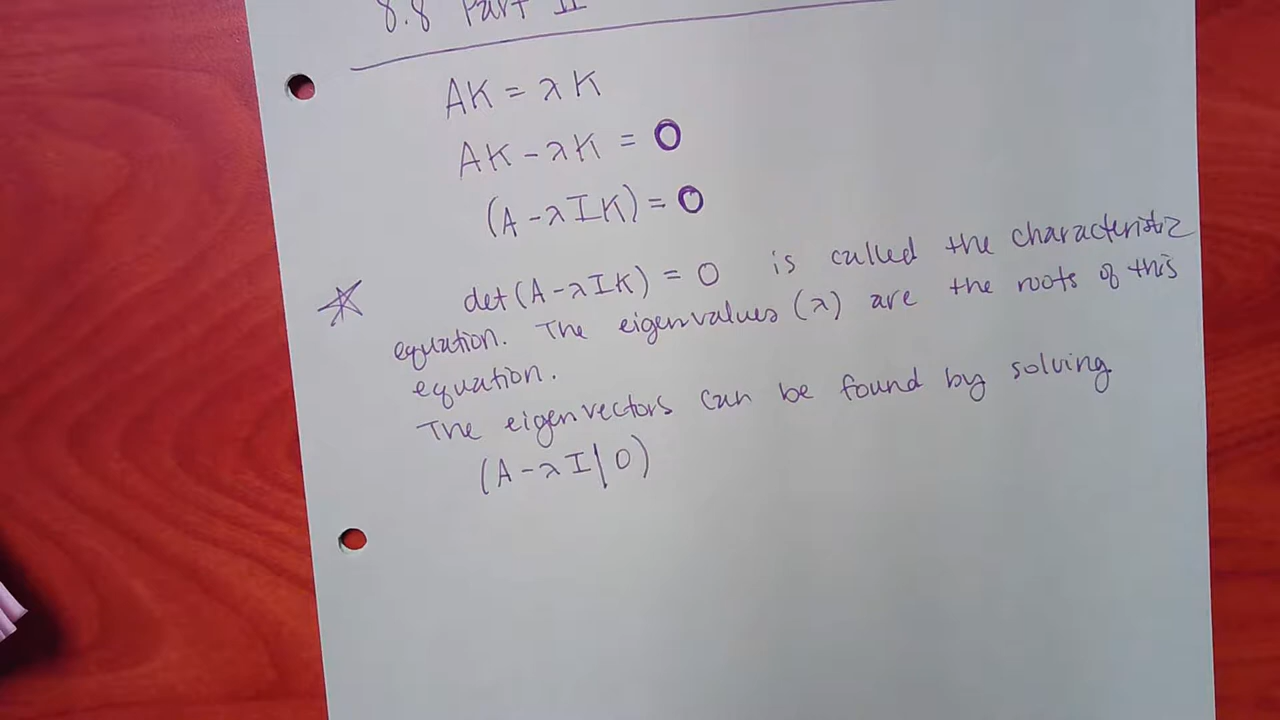 8.8 Part II
AK = λK
AK - λK = 0
(A - λIK) = 0
det(A - λIK) = 0 is called the characteristic
equation. The eigenvalues (λ) are the roots of this
equation.
The eigenvectors can be found by solving
(A - λI|0)